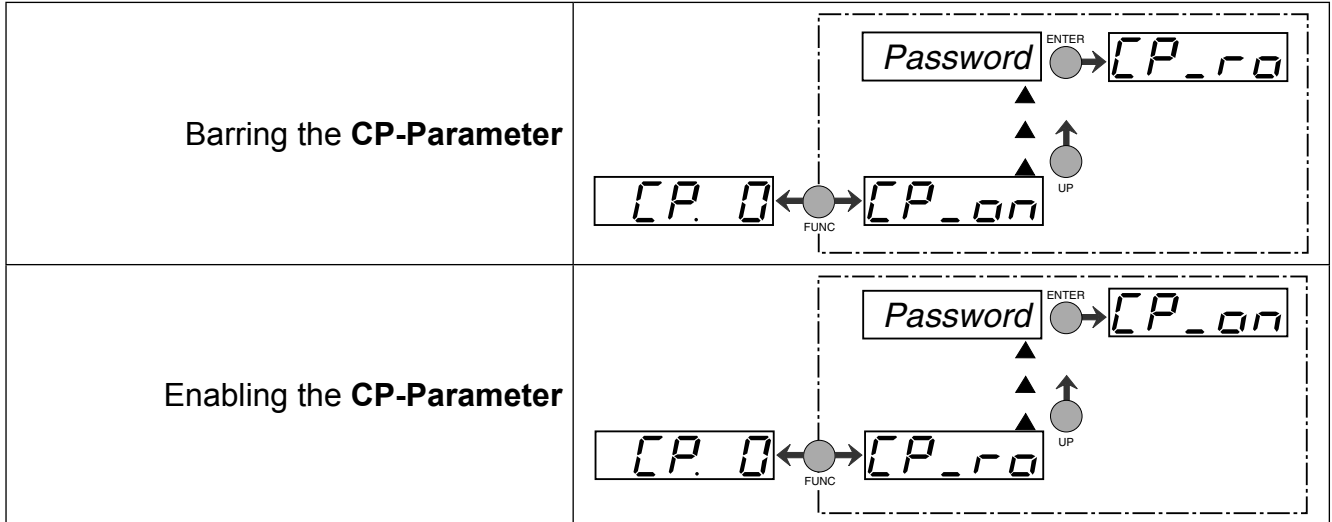 Barring the CP-Parameter
Password
ENTER
CP_ro
UP
CP. 0
FUNC
CP_on
Enabling the CP-Parameter
Password
ENTER
CP_on
UP
CP. 0
FUNC
CP_ro